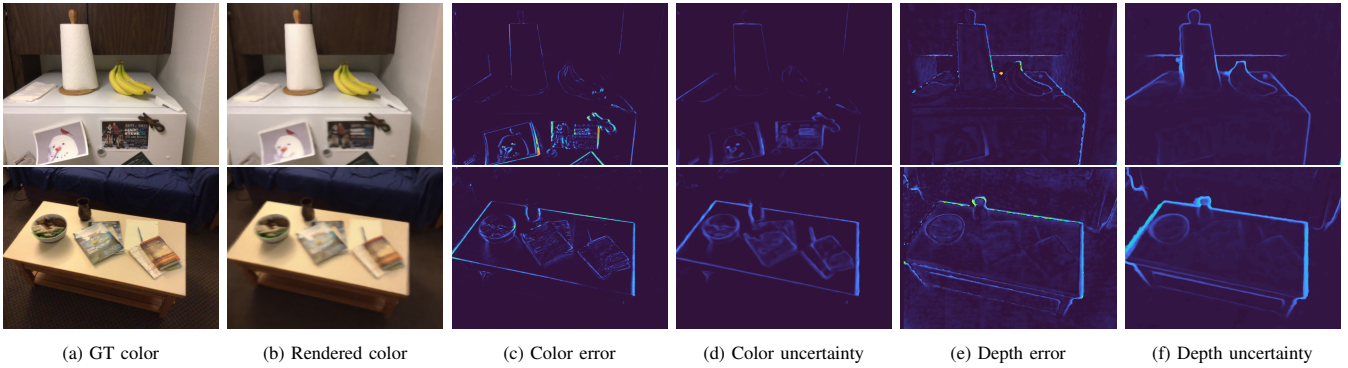 (a) GT color
(b) Rendered color
(c) Color error
(d) Color uncertainty
(e) Depth error
(f) Depth uncertainty